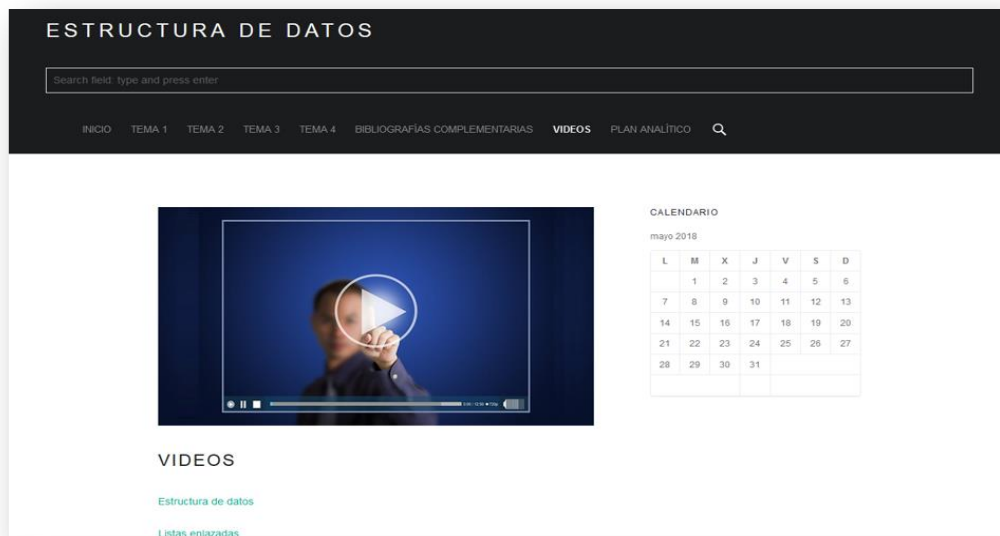 ESTRUCTURA DE DATOS
Search field: type and press enter
INICIO TEMA 1 TEMA 2 TEMA 3 TEMA 4 BIBLIOGRAFÍAS COMPLEMENTARIAS VIDEOS PLAN ANALÍTICO
CALENDARIO
mayo 2018
L M X J V S D
1 2 3 4 5 6
7 8 9 10 11 12 13
14 15 16 17 18 19 20
21 22 23 24 25 26 27
28 29 30 31
VIDEOS
Estructura de datos
Listas enlazadas